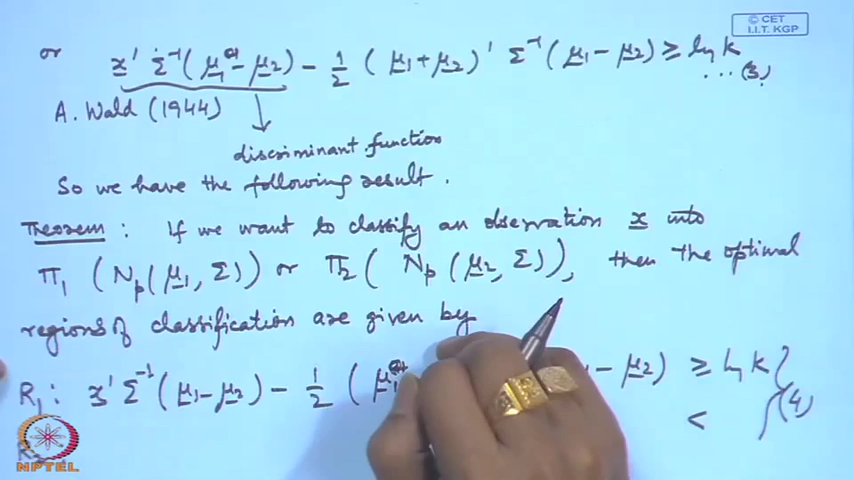 © CET
I.I.T. KGP
or x' Σ⁻¹(μ₁ - μ₂) - 1/2 (μ₁ + μ₂)' Σ⁻¹ (μ₁ - μ₂) ≥ ln k
... (3)
A. Wald (1944)
discriminant function
So we have the following result.
Theorem : If we want to classify an observation x into
Π₁ (Nₚ(μ₁, Σ)) or Π₂ (Nₚ(μ₂, Σ)), then the optimal
regions of classification are given by
R₁ : x' Σ⁻¹ (μ₁ - μ₂) - 1/2 (μ₁ - μ₂) ≥ ln k
< (4)
NPTEL